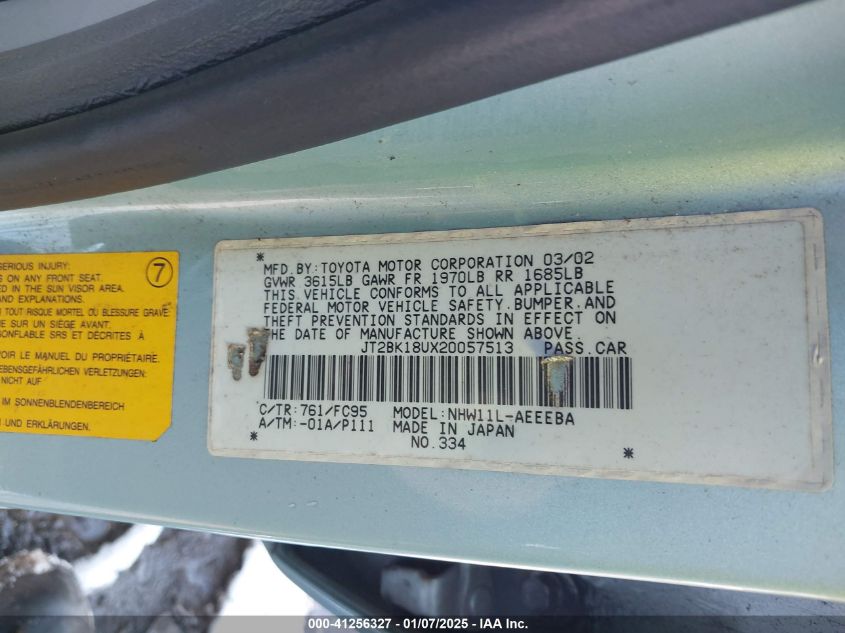 SERIOUS INJURY:
S ON ANY FRONT SEAT.
ED IN THE SUN VISOR AREA.
AND EXPLANATIONS.
7
N TOUT RISQUE MORTEL OU BLESSURE GRAVE:
E SUR UN SIÈGE AVANT.
GONFLABLE SRS ET DÉCRITES À
VOIR LE MANUEL DU PROPRIÉTAIRE.
EBENSGEFÄHRLICHEN VERLETZUNGEN:
NICHT AUF
IM SONNENBLENDENBEREICH
UND ERKLÄRUNGEN.
* MFD.BY:TOYOTA MOTOR CORPORATION 03/02
GVWR 3615LB GAWR FR 1970LB RR 1685LB
THIS VEHICLE CONFORMS TO ALL APPLICABLE
FEDERAL MOTOR VEHICLE SAFETY.BUMPER.AND
THEFT PREVENTION STANDARDS IN EFFECT ON
THE DATE OF MANUFACTURE SHOWN ABOVE.
JT2BK18UX20057513 PASS.CAR
C/TR:761/FC95 MODEL:NHW11L-AEEEBA
A/TM:-01A/P111 MADE IN JAPAN
* NO.334 *
000-41256327 - 01/07/2025 - IAA Inc.